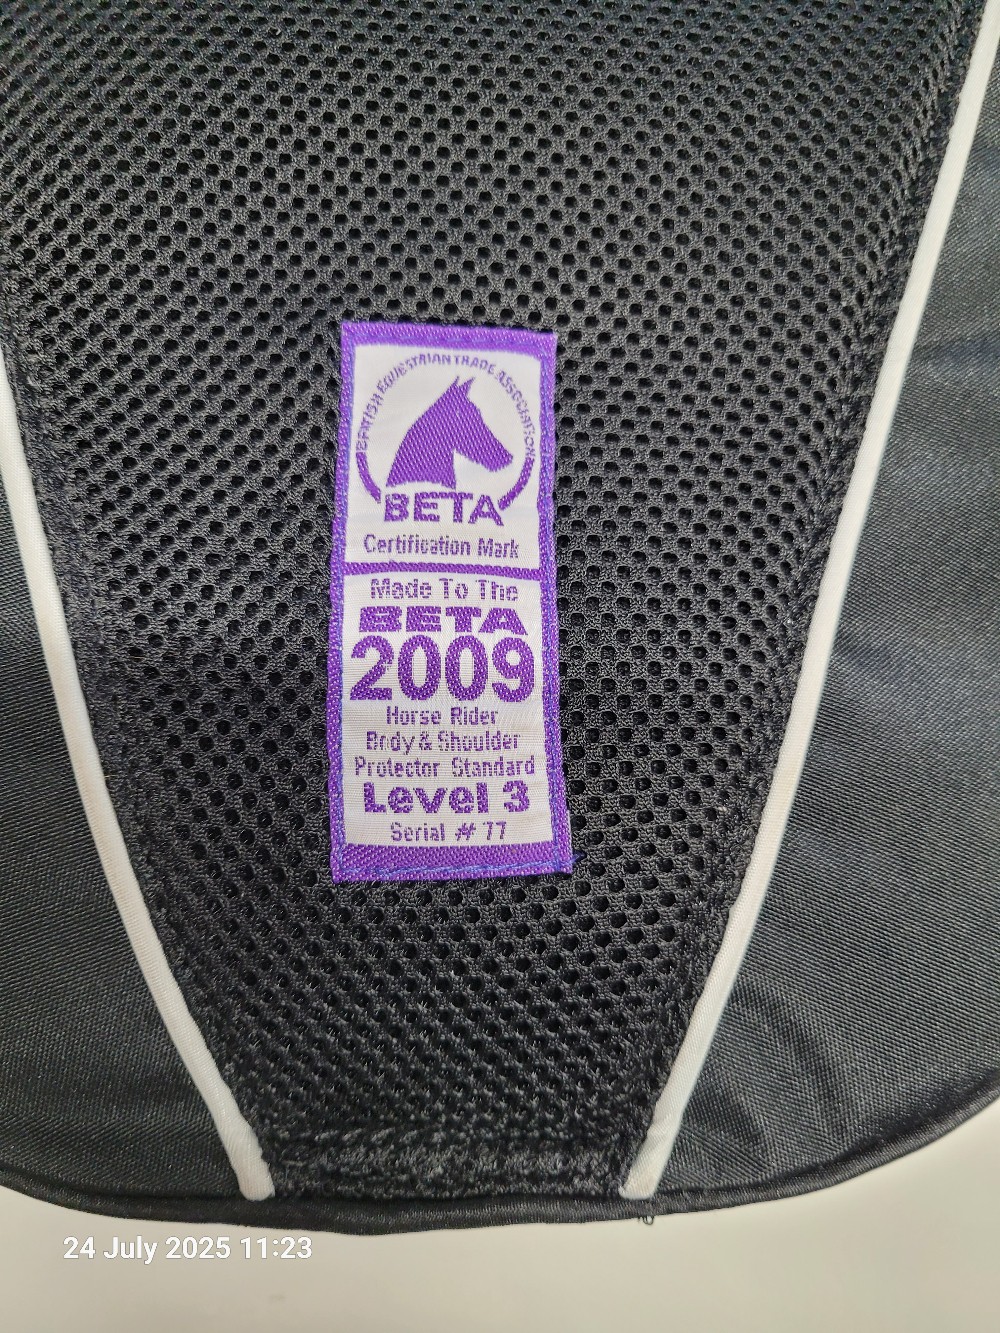 BRITISH EQUESTRIAN TRADE ASSOCIATION
BETA
Certification Mark
Made To The
BETA
2009
Horse Rider
Body & Shoulder
Protector Standard
Level 3
Serial # 77
24 July 2025 11:23